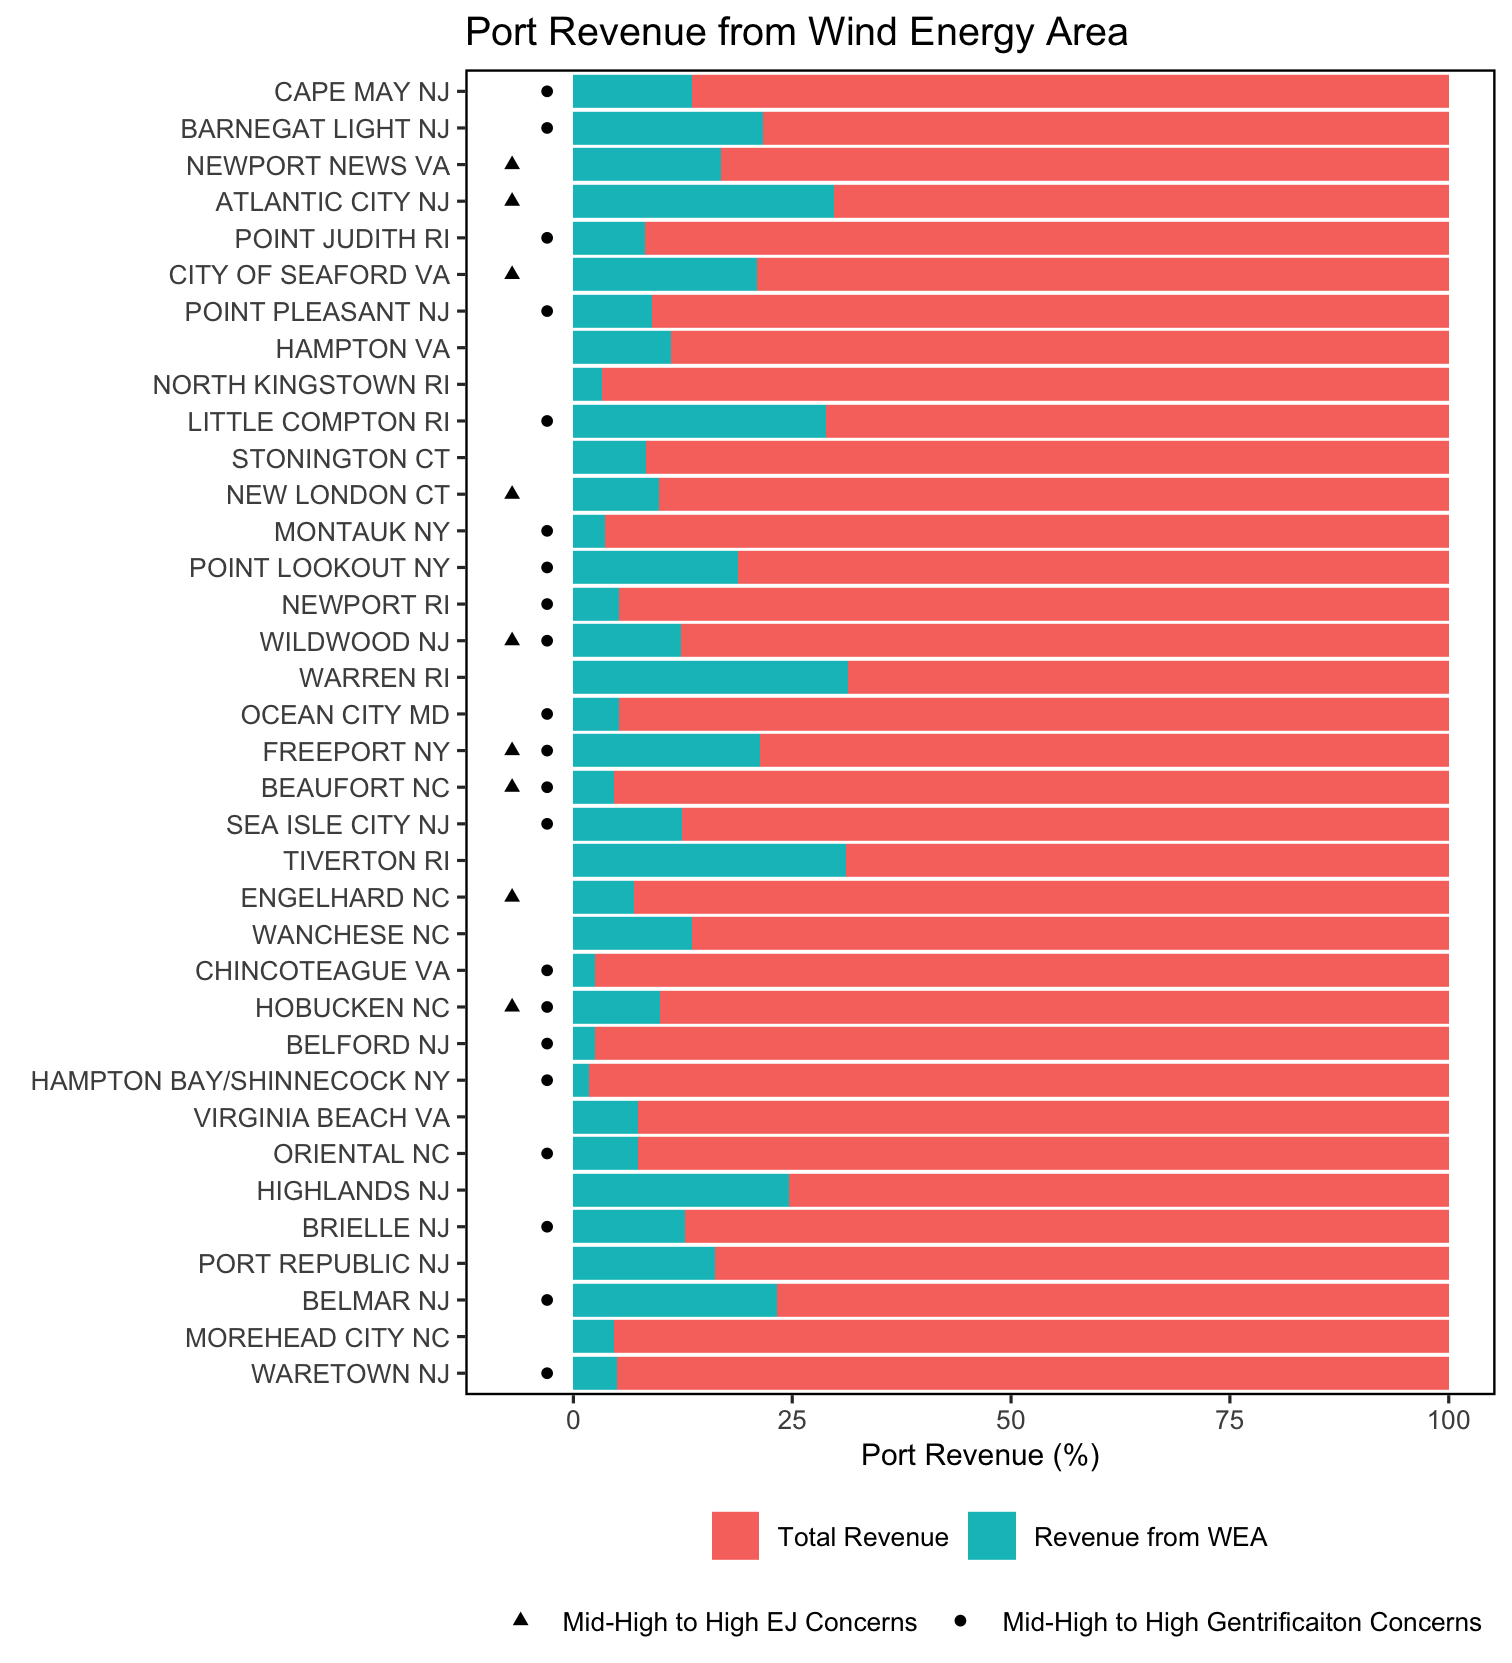 Port Revenue from Wind Energy Area
CAPE MAY NJ
BARNEGAT LIGHT NJ
NEWPORT NEWS VA
ATLANTIC CITY NJ
POINT JUDITH RI
CITY OF SEAFORD VA
POINT PLEASANT NJ
HAMPTON VA
NORTH KINGSTOWN RI
LITTLE COMPTON RI
STONINGTON CT
NEW LONDON CT
MONTAUK NY
POINT LOOKOUT NY
NEWPORT RI
WILDWOOD NJ
WARREN RI
OCEAN CITY MD
FREEPORT NY
BEAUFORT NC
SEA ISLE CITY NJ
TIVERTON RI
ENGELHARD NC
WANCHESE NC
CHINCOTEAGUE VA
HOBUCKEN NC
BELFORD NJ
HAMPTON BAY/SHINNECOCK NY
VIRGINIA BEACH VA
ORIENTAL NC
HIGHLANDS NJ
BRIELLE NJ
PORT REPUBLIC NJ
BELMAR NJ
MOREHEAD CITY NC
WARETOWN NJ
0 25 50 75 100
Port Revenue (%)
Total Revenue Revenue from WEA
Mid-High to High EJ Concerns Mid-High to High Gentrificaiton Concerns